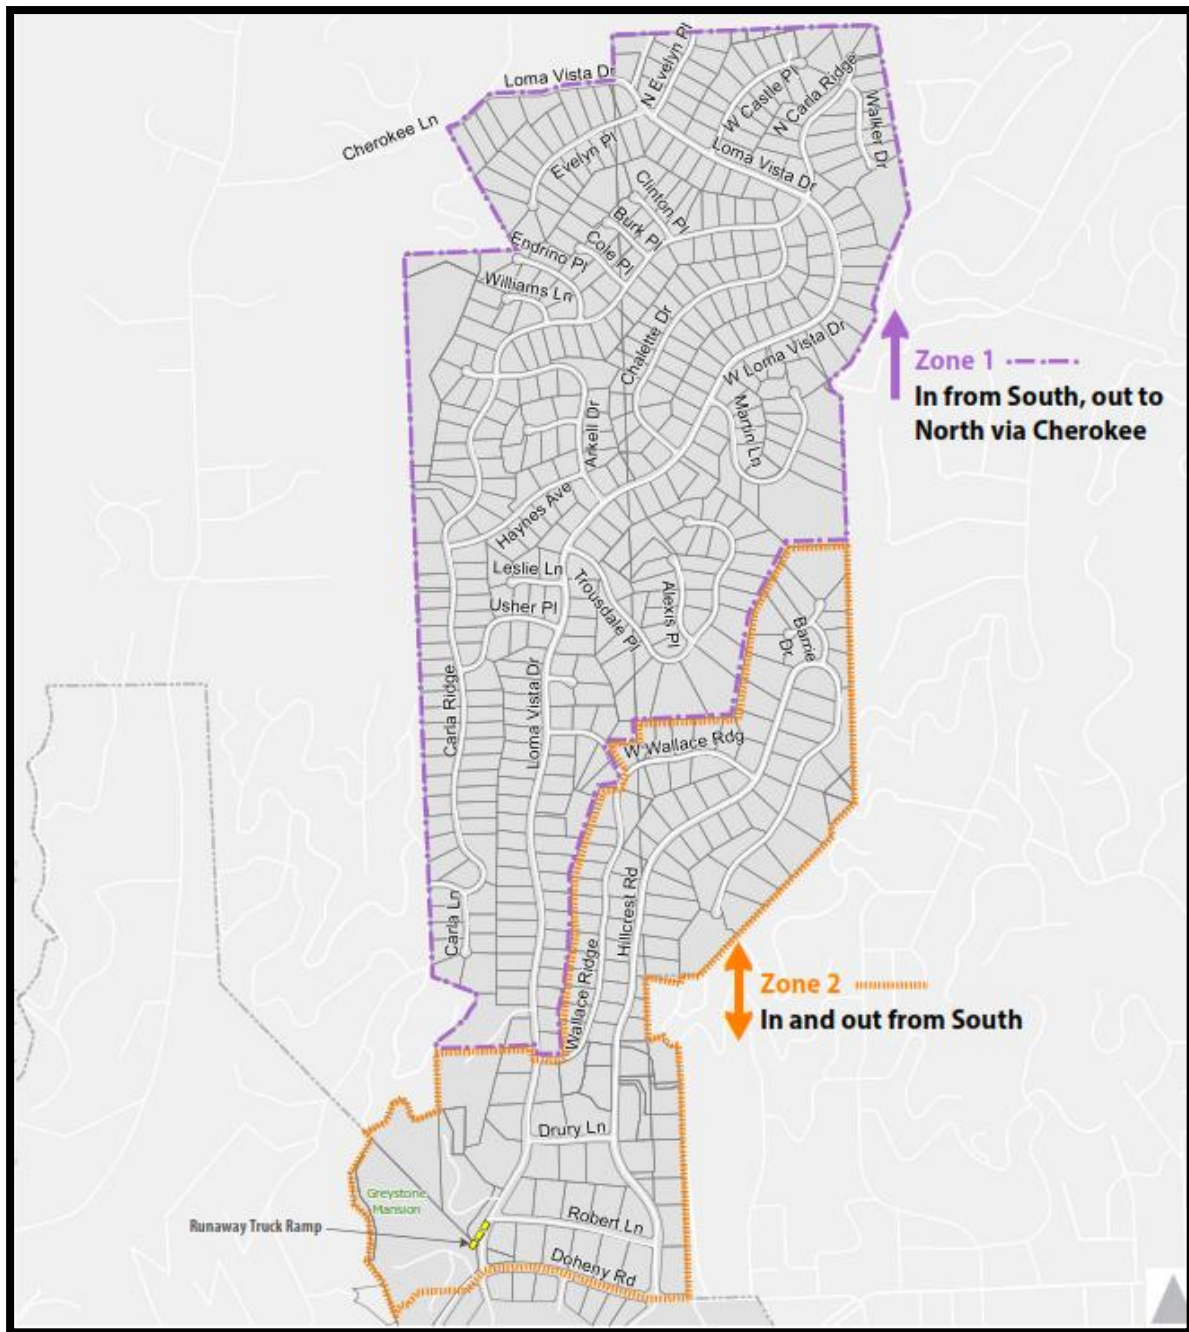 N Evelyn Pl
Loma Vista Dr
W Castle Pl
N Carla Ridge
Walker Dr
Cherokee Ln
Evelyn Pl
Loma Vista Dr
Clinton Pl
Burk Pl
Cole Pl
Endrino Pl
Williams Ln
Chalette Dr
W Loma Vista Dr
Zone 1
In from South, out to
North via Cherokee
Martin Ln
Arkell Dr
Haynes Ave
Leslie Ln
Trousdale Pl
Alexis Pl
Usher Pl
Barrie
Dr
Carla Ridge
Loma Vista Dr
W Wallace Rdg
Hillcrest Rd
Carla Ln
Wallace Ridge
Zone 2
In and out from South
Drury Ln
Greystone
Mansion
Runaway Truck Ramp
Robert Ln
Doheny Rd